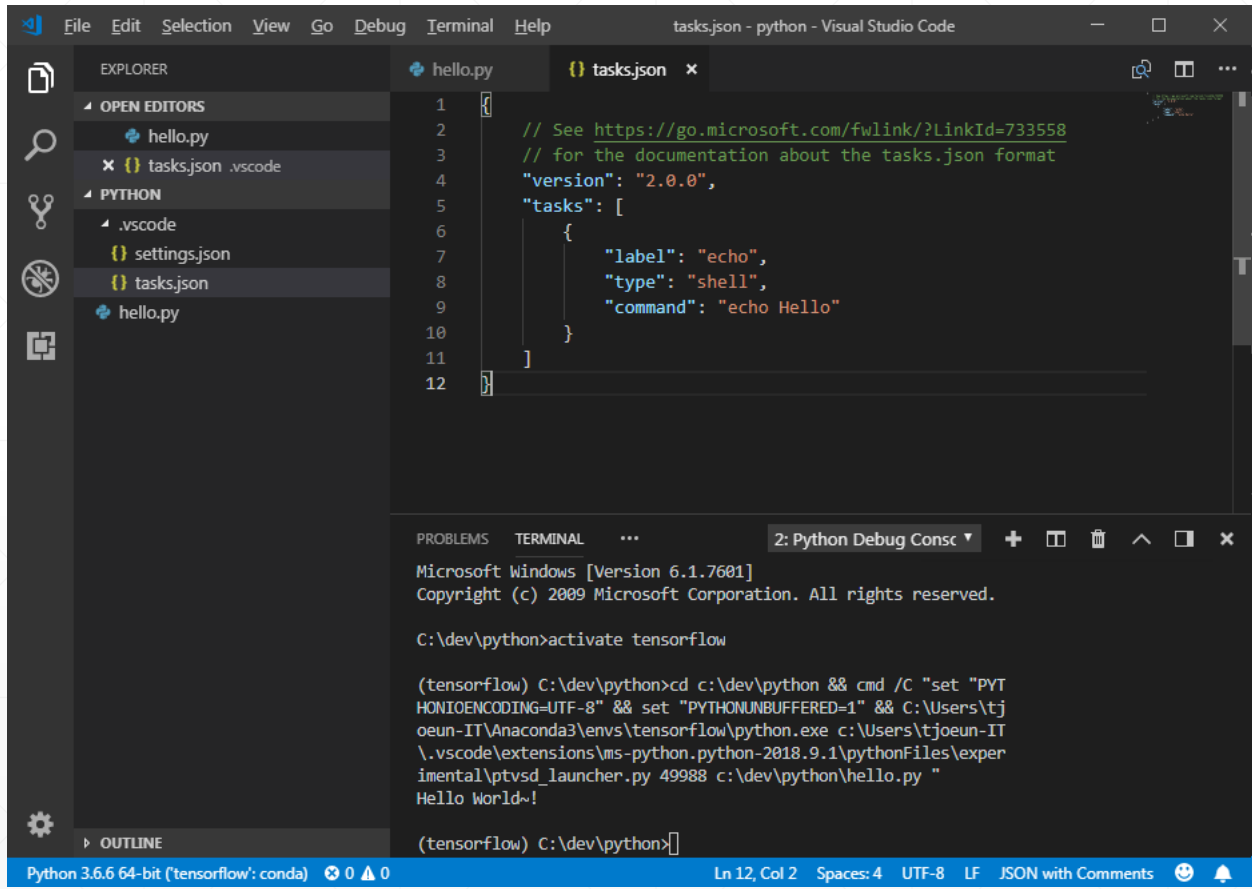 File Edit Selection View Go Debug Terminal Help tasks.json - python - Visual Studio Code
EXPLORER
OPEN EDITORS
hello.py
{} tasks.json .vscode
PYTHON
.vscode
{} settings.json
{} tasks.json
hello.py
OUTLINE
hello.py {} tasks.json
1 {
2 // See https://go.microsoft.com/fwlink/?LinkId=733558
3 // for the documentation about the tasks.json format
4 "version": "2.0.0",
5 "tasks": [
6 {
7 "label": "echo",
8 "type": "shell",
9 "command": "echo Hello"
10 }
11 ]
12 }
PROBLEMS TERMINAL ··· 2: Python Debug Consc
Microsoft Windows [Version 6.1.7601]
Copyright (c) 2009 Microsoft Corporation. All rights reserved.
C:\dev\python>activate tensorflow
(tensorflow) C:\dev\python>cd c:\dev\python && cmd /C "set "PYT
HONIOENCODING=UTF-8" && set "PYTHONUNBUFFERED=1" && C:\Users\tj
oeun-IT\Anaconda3\envs\tensorflow\python.exe c:\Users\tjoeun-IT
\.vscode\extensions\ms-python.python-2018.9.1\pythonFiles\exper
imental\ptvsd_launcher.py 49988 c:\dev\python\hello.py "
Hello World~!
(tensorflow) C:\dev\python>
Python 3.6.6 64-bit ('tensorflow': conda) 0 0 Ln 12, Col 2 Spaces: 4 UTF-8 LF JSON with Comments